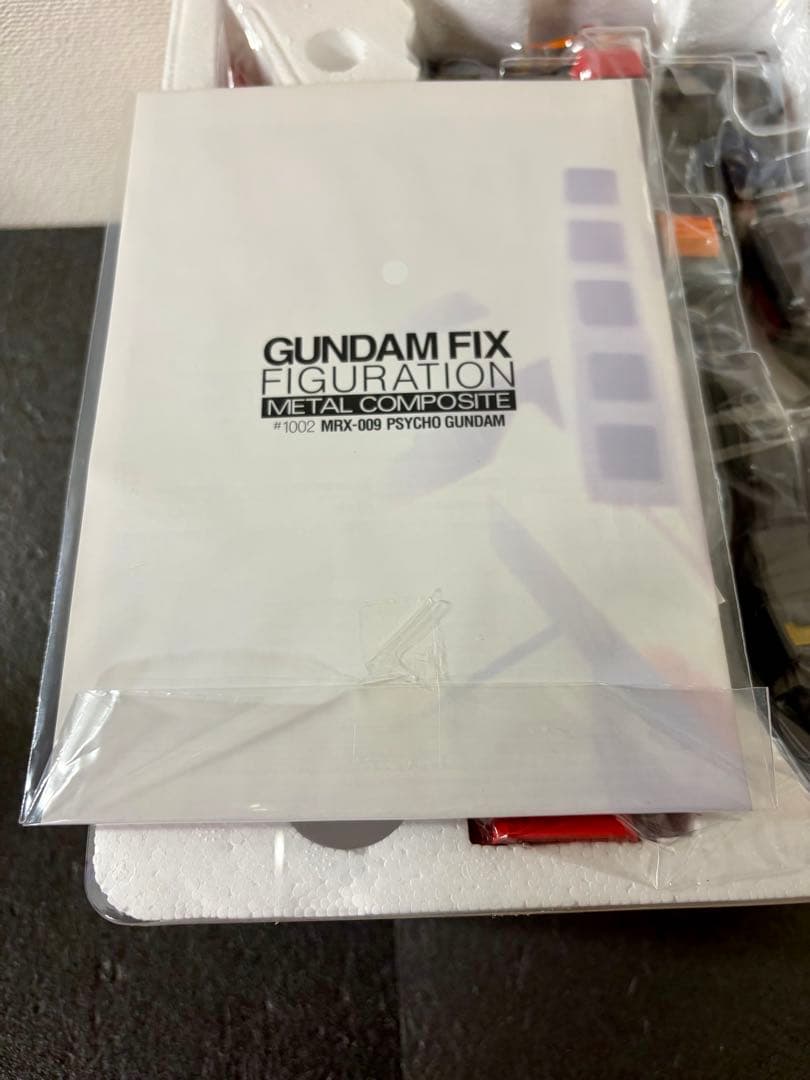 GUNDAM FIX
FIGURATION
METAL COMPOSITE
#1002 MRX-009 PSYCHO GUNDAM